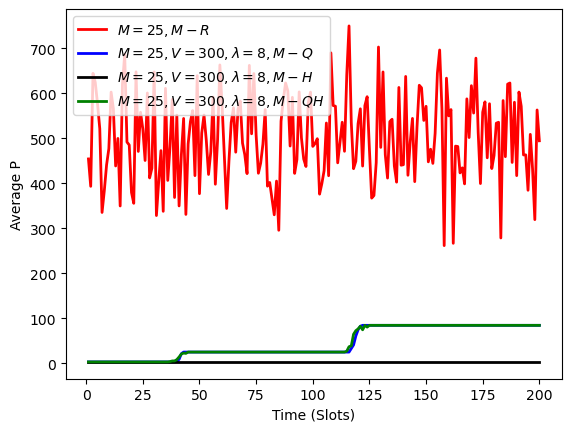 M = 25, M − R
M = 25, V = 300, λ = 8, M − Q
M = 25, V = 300, λ = 8, M − H
M = 25, V = 300, λ = 8, M − QH
Average P
700
600
500
400
300
200
100
0
0 25 50 75 100 125 150 175 200
Time (Slots)